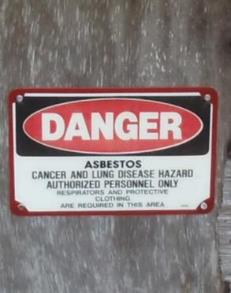 DANGER
ASBESTOS
CANCER AND LUNG DISEASE HAZARD
AUTHORIZED PERSONNEL ONLY
RESPIRATORS AND PROTECTIVE
CLOTHING
ARE REQUIRED IN THIS AREA